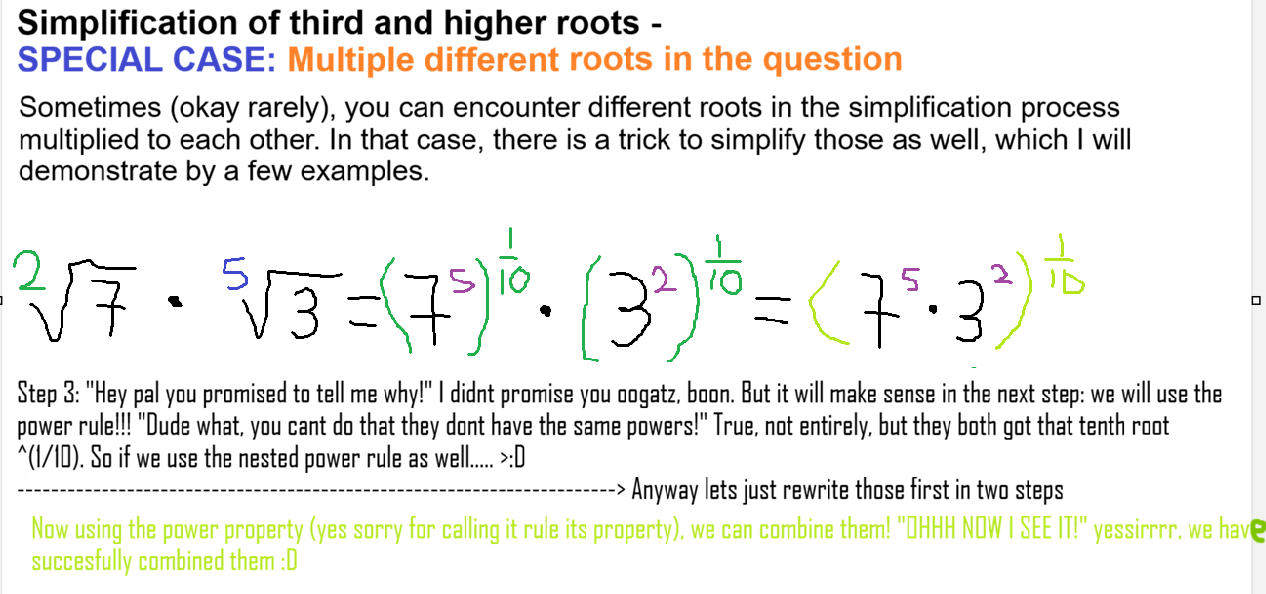 Simplification of third and higher roots -
SPECIAL CASE: Multiple different roots in the question
Sometimes (okay rarely), you can encounter different roots in the simplification process
multiplied to each other. In that case, there is a trick to simplify those as well, which I will
demonstrate by a few examples.
²√7 · ⁵√3 = (7⁵)^(1/10) · (3²)^(1/10) = (7⁵ · 3²)^(1/10)
Step 3: "Hey pal you promised to tell me why!" I didnt promise you oogatz, boon. But it will make sense in the next step: we will use the
power rule!!! "Dude what, you cant do that they dont have the same powers!" True, not entirely, but they both got that tenth root
^(1/10). So if we use the nested power rule as well..... >:D
--------------------------------------------------------------------------> Anyway lets just rewrite those first in two steps
Now using the power property (yes sorry for calling it rule its property), we can combine them! "OHHH NOW I SEE IT!" yessirrrr, we have
succesfully combined them :D